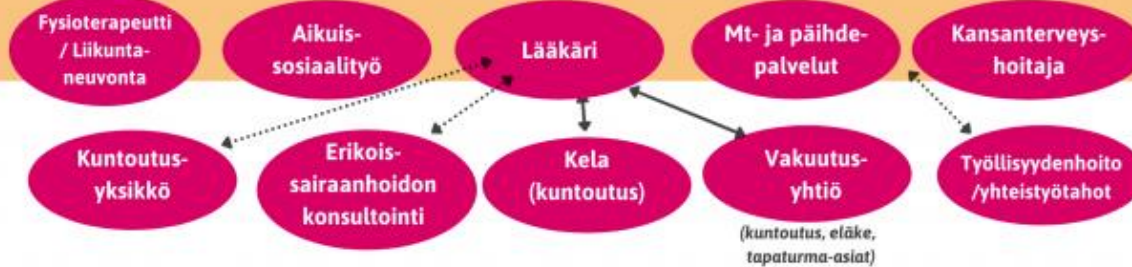 Fysioterapeutti
/ Liikunta-
neuvonta
Aikuis-
sosiaalityö
Lääkäri
Mt- ja päihde-
palvelut
Kansanterveys-
hoitaja
Kuntoutus-
yksikkö
Erikois-
sairaanhoidon
konsultointi
Kela
(kuntoutus)
Vakuutus-
yhtiö
(kuntoutus, eläke,
tapaturma-asiat)
Työllisyydenhoito
/yhteistyötahot